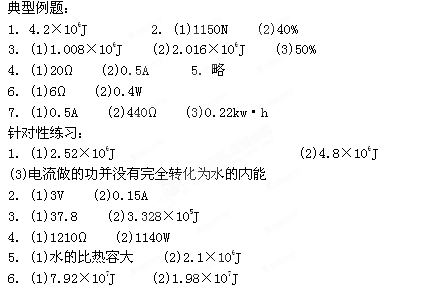 典型例题：
1. 4.2×10⁶J 2. (1)1150N (2)40%
3. (1)1.008×10⁶J (2)2.016×10⁶J (3)50%
4. (1)20Ω (2)0.5A 5. 略
6. (1)6Ω (2)0.4W
7. (1)0.5A (2)440Ω (3)0.22kw·h
针对性练习：
1. (1)2.52×10⁶J (2)4.8×10⁶J
(3)电流做的功并没有完全转化为水的内能
2. (1)3V (2)0.15A
3. (1)37.8 (2)3.328×10⁵J
4. (1)1210Ω (2)1140W
5. (1)水的比热容大 (2)2.1×10⁶J
6. (1)7.92×10⁷J (2)1.98×10⁷J